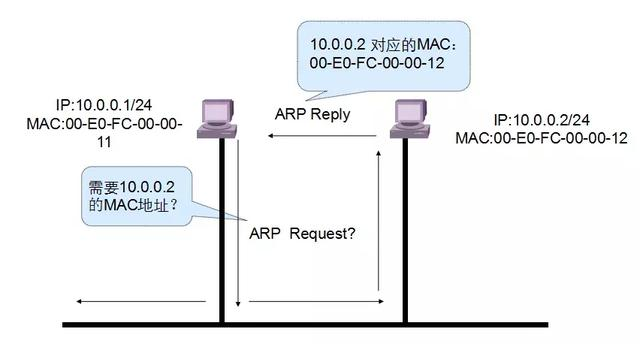 10.0.0.2 对应的MAC：
00-E0-FC-00-00-12
IP:10.0.0.1/24
MAC:00-E0-FC-00-00-
11
ARP Reply
IP:10.0.0.2/24
MAC:00-E0-FC-00-00-12
需要10.0.0.2
的MAC地址？
ARP Request?